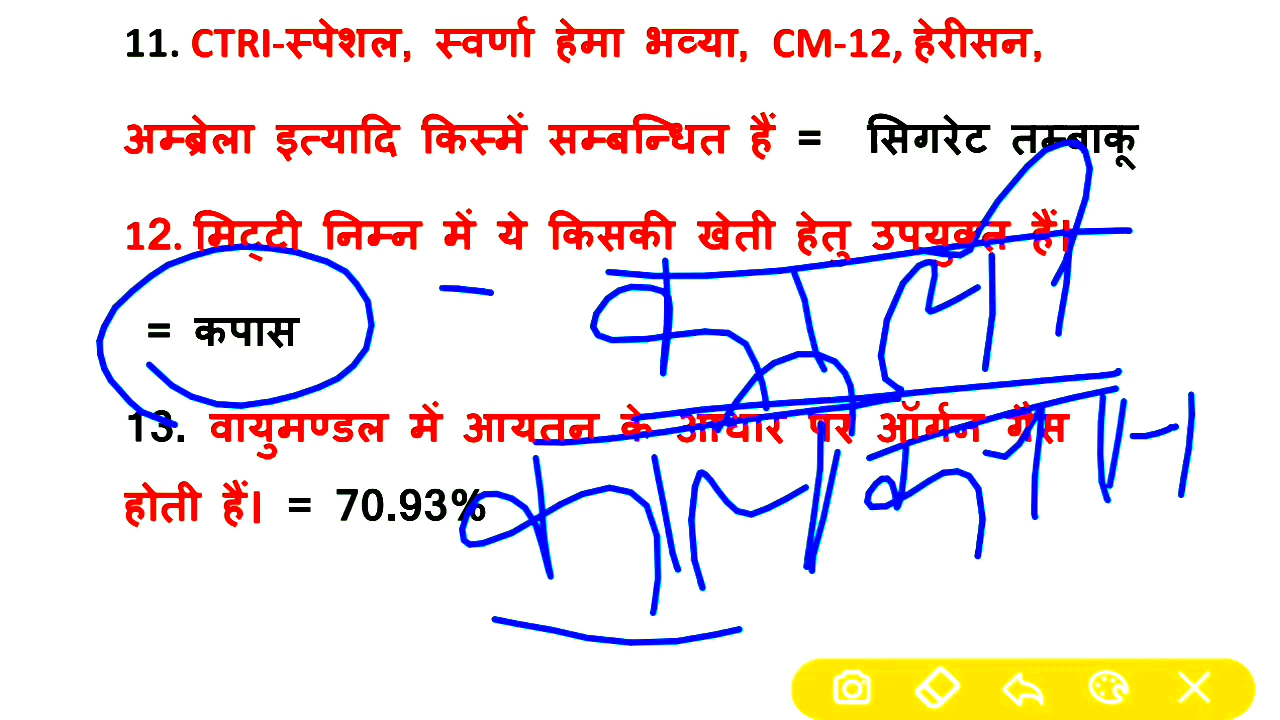 11. CTRI-स्पेशल, स्वर्णा हेमा भव्या, CM-12, हेरीसन,
अम्ब्रेला इत्यादि किस्में सम्बन्धित हैं = सिगरेट तम्बाकू
12. मिट्टी निम्न में ये किसकी खेती हेतु उपयुक्त हैं।
= कपास
13. वायुमण्डल में आयतन के आधार पर ऑर्गन गैस
होती हैं। = 70.93%